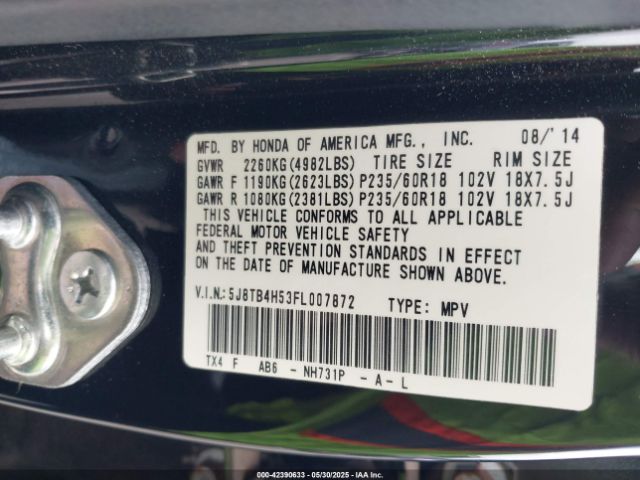 MFD. BY HONDA OF AMERICA MFG., INC. 08/'14
GVWR 2260KG(4982LBS) TIRE SIZE RIM SIZE
GAWR F 1190KG(2623LBS) P235/60R18 102V 18X7.5J
GAWR R 1080KG(2381LBS) P235/60R18 102V 18X7.5J
THIS VEHICLE CONFORMS TO ALL APPLICABLE
FEDERAL MOTOR VEHICLE SAFETY
AND THEFT PREVENTION STANDARDS IN EFFECT
ON THE DATE OF MANUFACTURE SHOWN ABOVE.
V.I.N.: 5J8TB4H53FL007872 TYPE: MPV
TX4 F AB6 - NH731P - A - L
000-42390633 - 05/30/2025 - IAA Inc.